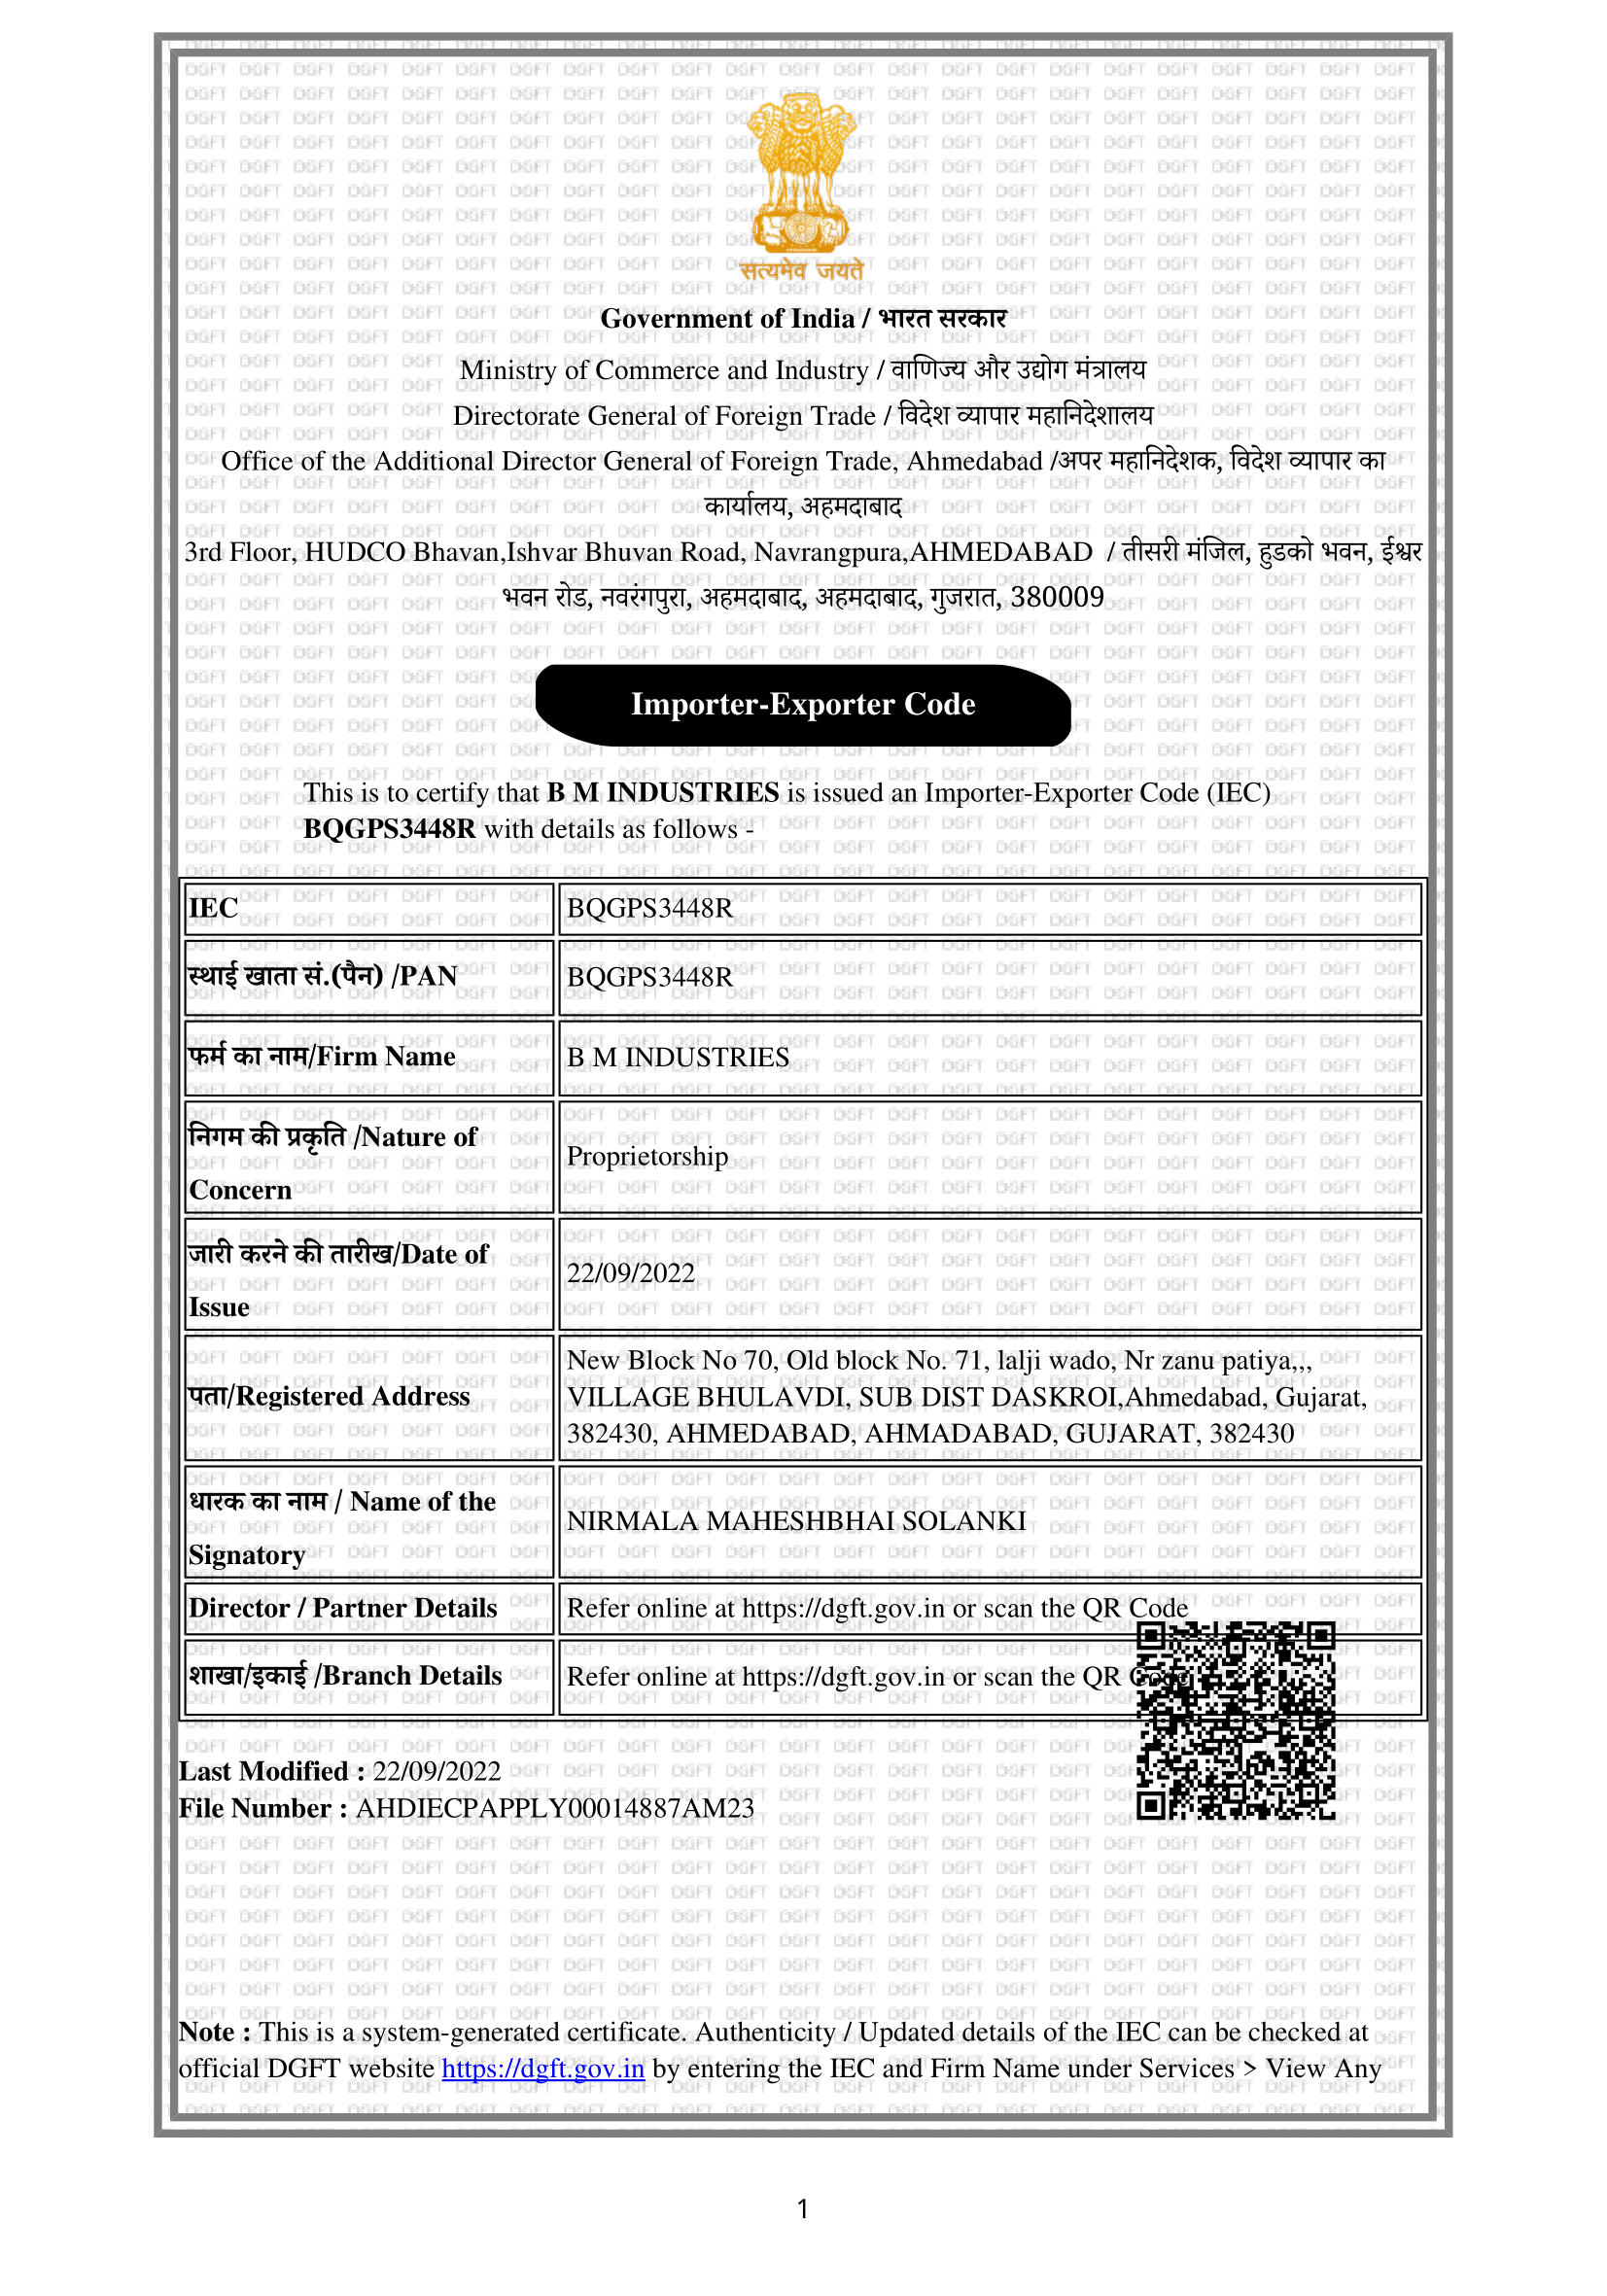 सत्यमेव जयते
Government of India / भारत सरकार
Ministry of Commerce and Industry / वाणिज्य और उद्योग मंत्रालय
Directorate General of Foreign Trade / विदेश व्यापार महानिदेशालय
Office of the Additional Director General of Foreign Trade, Ahmedabad /अपर महानिदेशक, विदेश व्यापार का
कार्यालय, अहमदाबाद
3rd Floor, HUDCO Bhavan,Ishvar Bhuvan Road, Navrangpura,AHMEDABAD / तीसरी मंजिल, हुडको भवन, ईश्वर
भवन रोड, नवरंगपुरा, अहमदाबाद, अहमदाबाद, गुजरात, 380009
Importer-Exporter Code
This is to certify that B M INDUSTRIES is issued an Importer-Exporter Code (IEC)
BQGPS3448R with details as follows -
IEC
BQGPS3448R
स्थाई खाता सं.(पैन) /PAN
BQGPS3448R
फर्म का नाम/Firm Name
B M INDUSTRIES
निगम की प्रकृति /Nature of
Concern
Proprietorship
जारी करने की तारीख/Date of
Issue
22/09/2022
पता/Registered Address
New Block No 70, Old block No. 71, lalji wado, Nr zanu patiya,,,
VILLAGE BHULAVDI, SUB DIST DASKROI,Ahmedabad, Gujarat,
382430, AHMEDABAD, AHMADABAD, GUJARAT, 382430
धारक का नाम / Name of the
Signatory
NIRMALA MAHESHBHAI SOLANKI
Director / Partner Details
Refer online at https://dgft.gov.in or scan the QR Code
शाखा/इकाई /Branch Details
Refer online at https://dgft.gov.in or scan the QR Code
Last Modified : 22/09/2022
File Number : AHDIECPAPPLY00014887AM23
Note : This is a system-generated certificate. Authenticity / Updated details of the IEC can be checked at
official DGFT website https://dgft.gov.in by entering the IEC and Firm Name under Services > View Any
1